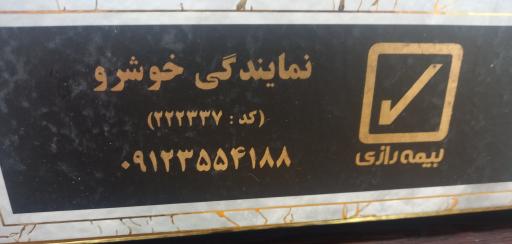 نمایندگی خوشرو
(کد : ۲۲۲۳۳۷)
۰۹۱۲۳۵۵۴۱۸۸
بیمه رازی